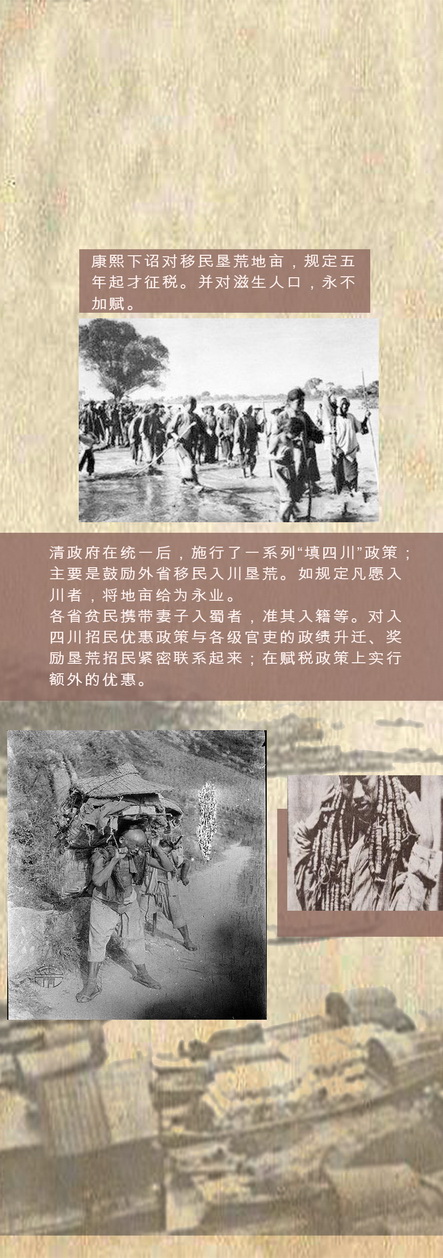 康熙下诏对移民垦荒地亩，规定五
年起才征税。并对滋生人口，永不
加赋。
清政府在统一后，施行了一系列“填四川”政策；
主要是鼓励外省移民入川垦荒。如规定凡愿入
川者，将地亩给为永业。
各省贫民携带妻子入蜀者，准其入籍等。对入
四川招民优惠政策与各级官吏的政绩升迁、奖
励垦荒招民紧密联系起来；在赋税政策上实行
额外的优惠。